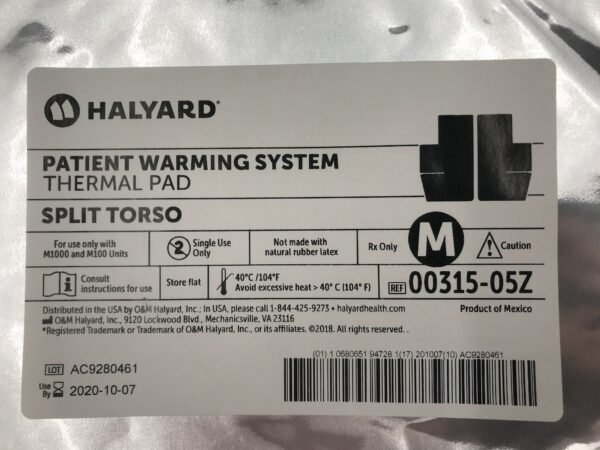 HALYARD*
PATIENT WARMING SYSTEM
THERMAL PAD
SPLIT TORSO
M
For use only with
M1000 and M100 Units
2
Single Use
Only
Not made with
natural rubber latex
Rx Only
Caution
Consult
instructions for use
Store flat
40°C /104°F
Avoid excessive heat > 40° C (104° F)
REF 00315-05Z
Distributed in the USA by O&M Halyard, Inc.; In USA, please call 1-844-425-9273 • halyardhealth.com
Product of Mexico
O&M Halyard, Inc., 9120 Lockwood Blvd., Mechanicsville, VA 23116
*Registered Trademark or Trademark of O&M Halyard, Inc., or its affiliates. ©2018. All rights reserved. .
(01) 1 0680651 94728 1(17) 201007(10) AC9280461
LOT AC9280461
Use
By 2020-10-07